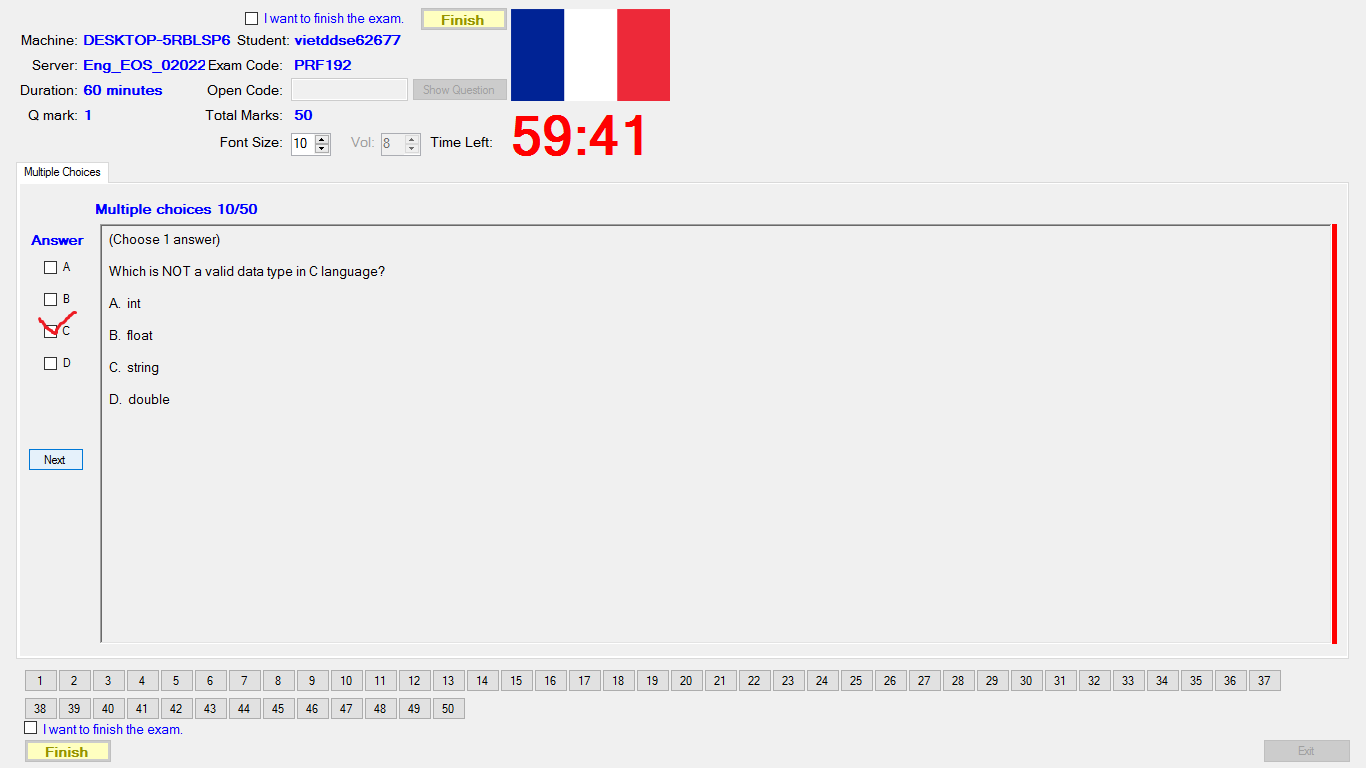 I want to finish the exam. Finish
Machine: DESKTOP-5RBLSP6 Student: vietddse62677
Server: Eng_EOS_02022 Exam Code: PRF192
Duration: 60 minutes Open Code: Show Question
Q mark: 1 Total Marks: 50
Font Size: 10 Vol: 8 Time Left: 59:41
Multiple Choices
Multiple choices 10/50
Answer
A
B
C
D
Next
(Choose 1 answer)
Which is NOT a valid data type in C language?
A. int
B. float
C. string
D. double
1 2 3 4 5 6 7 8 9 10 11 12 13 14 15 16 17 18 19 20 21 22 23 24 25 26 27 28 29 30 31 32 33 34 35 36 37
38 39 40 41 42 43 44 45 46 47 48 49 50
I want to finish the exam.
Finish Exit